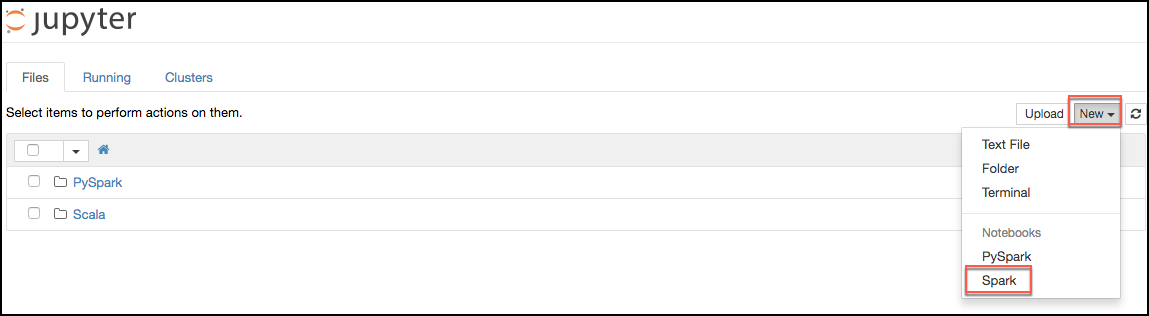 jupyter
Files Running Clusters
Select items to perform actions on them.
Upload New
Text File
Folder
Terminal
Notebooks
PySpark
Spark
PySpark
Scala